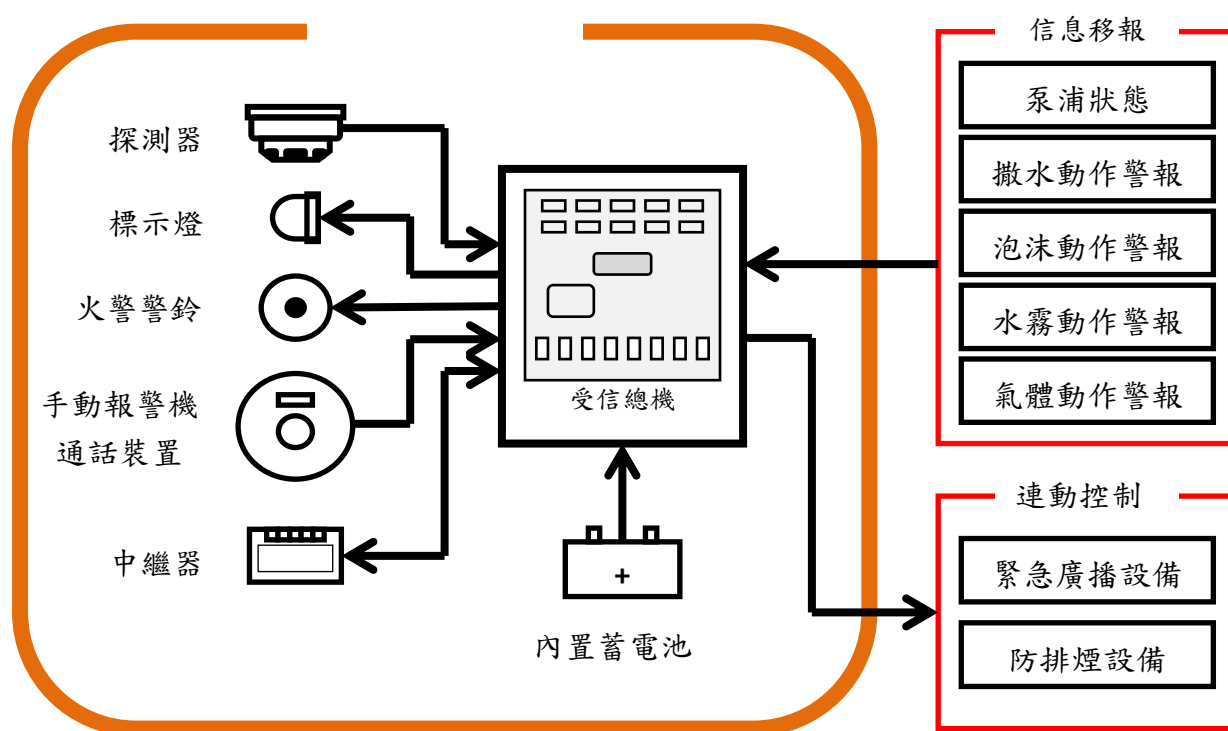 探測器
標示燈
火警警鈴
手動報警機
通話裝置
中繼器
受信總機
+
內置蓄電池
信息移報
泵浦狀態
撒水動作警報
泡沫動作警報
水霧動作警報
氣體動作警報
連動控制
緊急廣播設備
防排煙設備